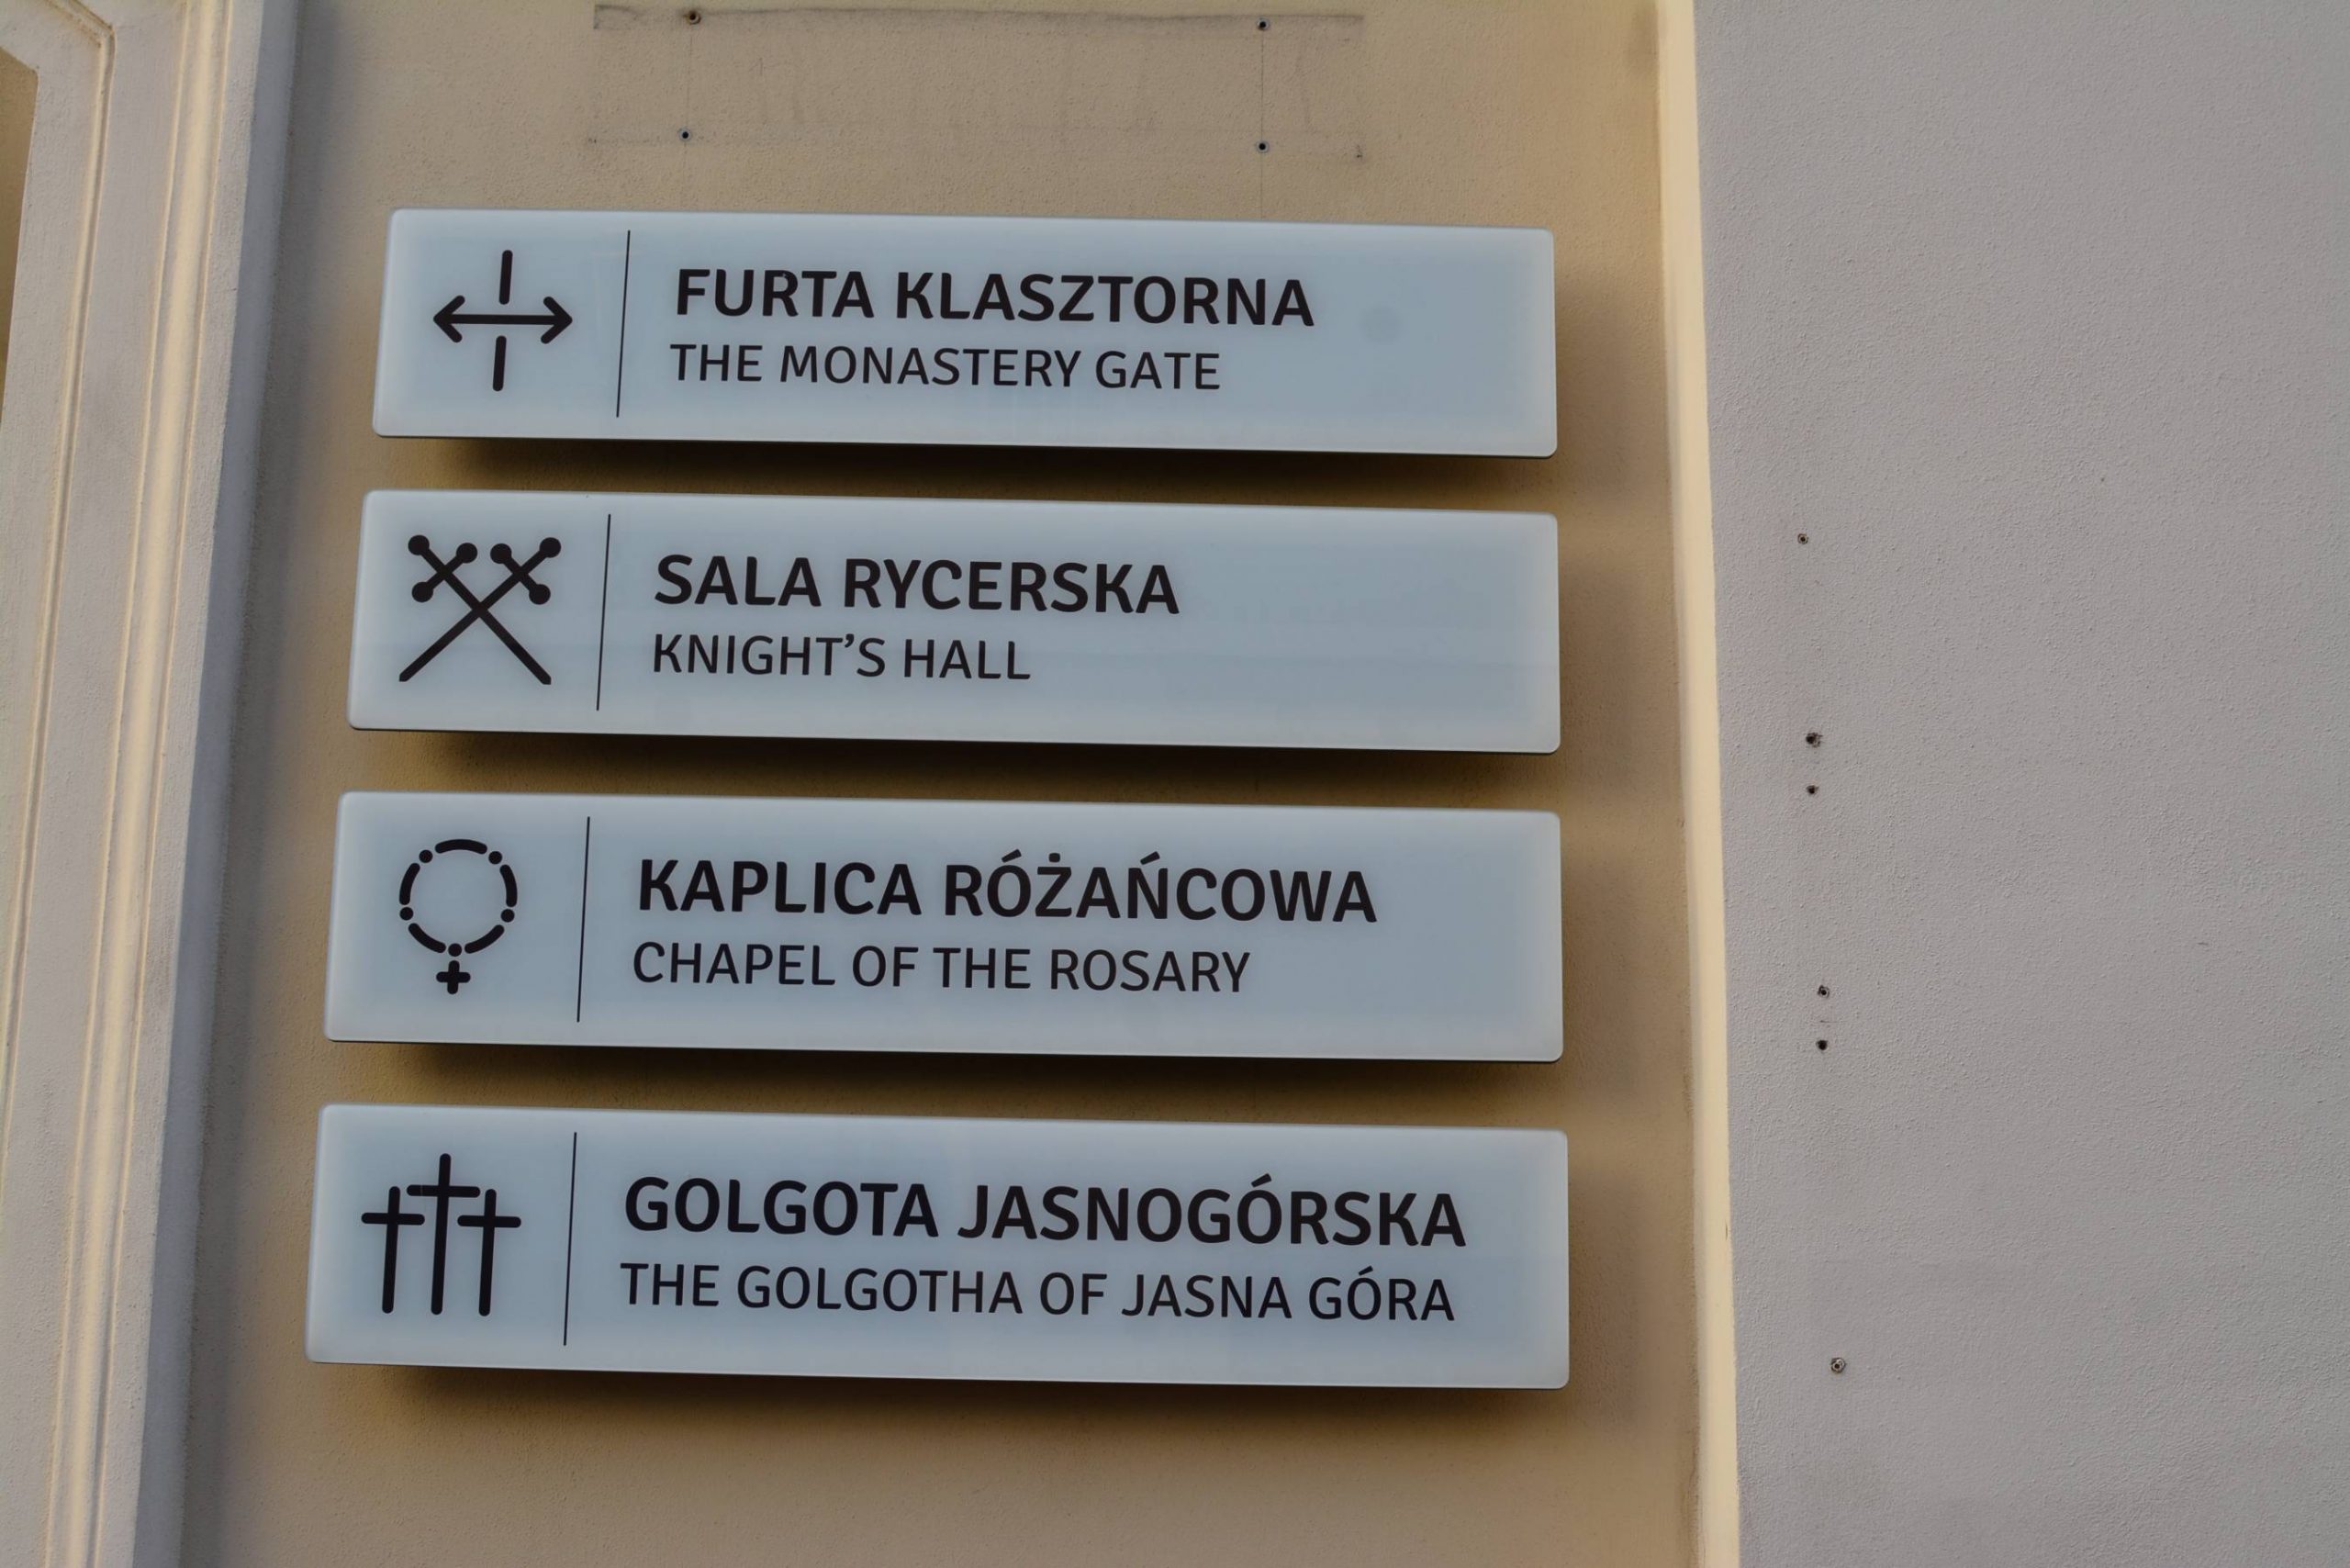 FURTA KLASZTORNA
THE MONASTERY GATE
SALA RYCERSKA
KNIGHT’S HALL
KAPLICA RÓŻAŃCOWA
CHAPEL OF THE ROSARY
GOLGOTA JASNOGÓRSKA
THE GOLGOTHA OF JASNA GÓRA